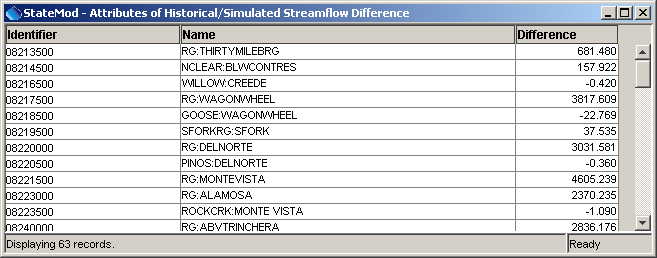 StateMod - Attributes of Historical/Simulated Streamflow Difference
Identifier Name Difference
08213500 RG:THIRTYMILEBRG 681.480
08214500 NCLEAR:BLWCONTRES 157.922
08216500 WILLOW:CREEDE -0.420
08217500 RG:WAGONWHEEL 3817.609
08218500 GOOSE:WAGONWHEEL -22.769
08219500 SFORKRG:SFORK 37.535
08220000 RG:DELNORTE 3031.581
08220500 PINOS:DELNORTE -0.360
08221500 RG:MONTEVISTA 4605.239
08223000 RG:ALAMOSA 2370.235
08223500 ROCKCRK:MONTE VISTA -1.090
08240000 RG:ABVTRINCHERA 2836.176
Displaying 63 records. Ready